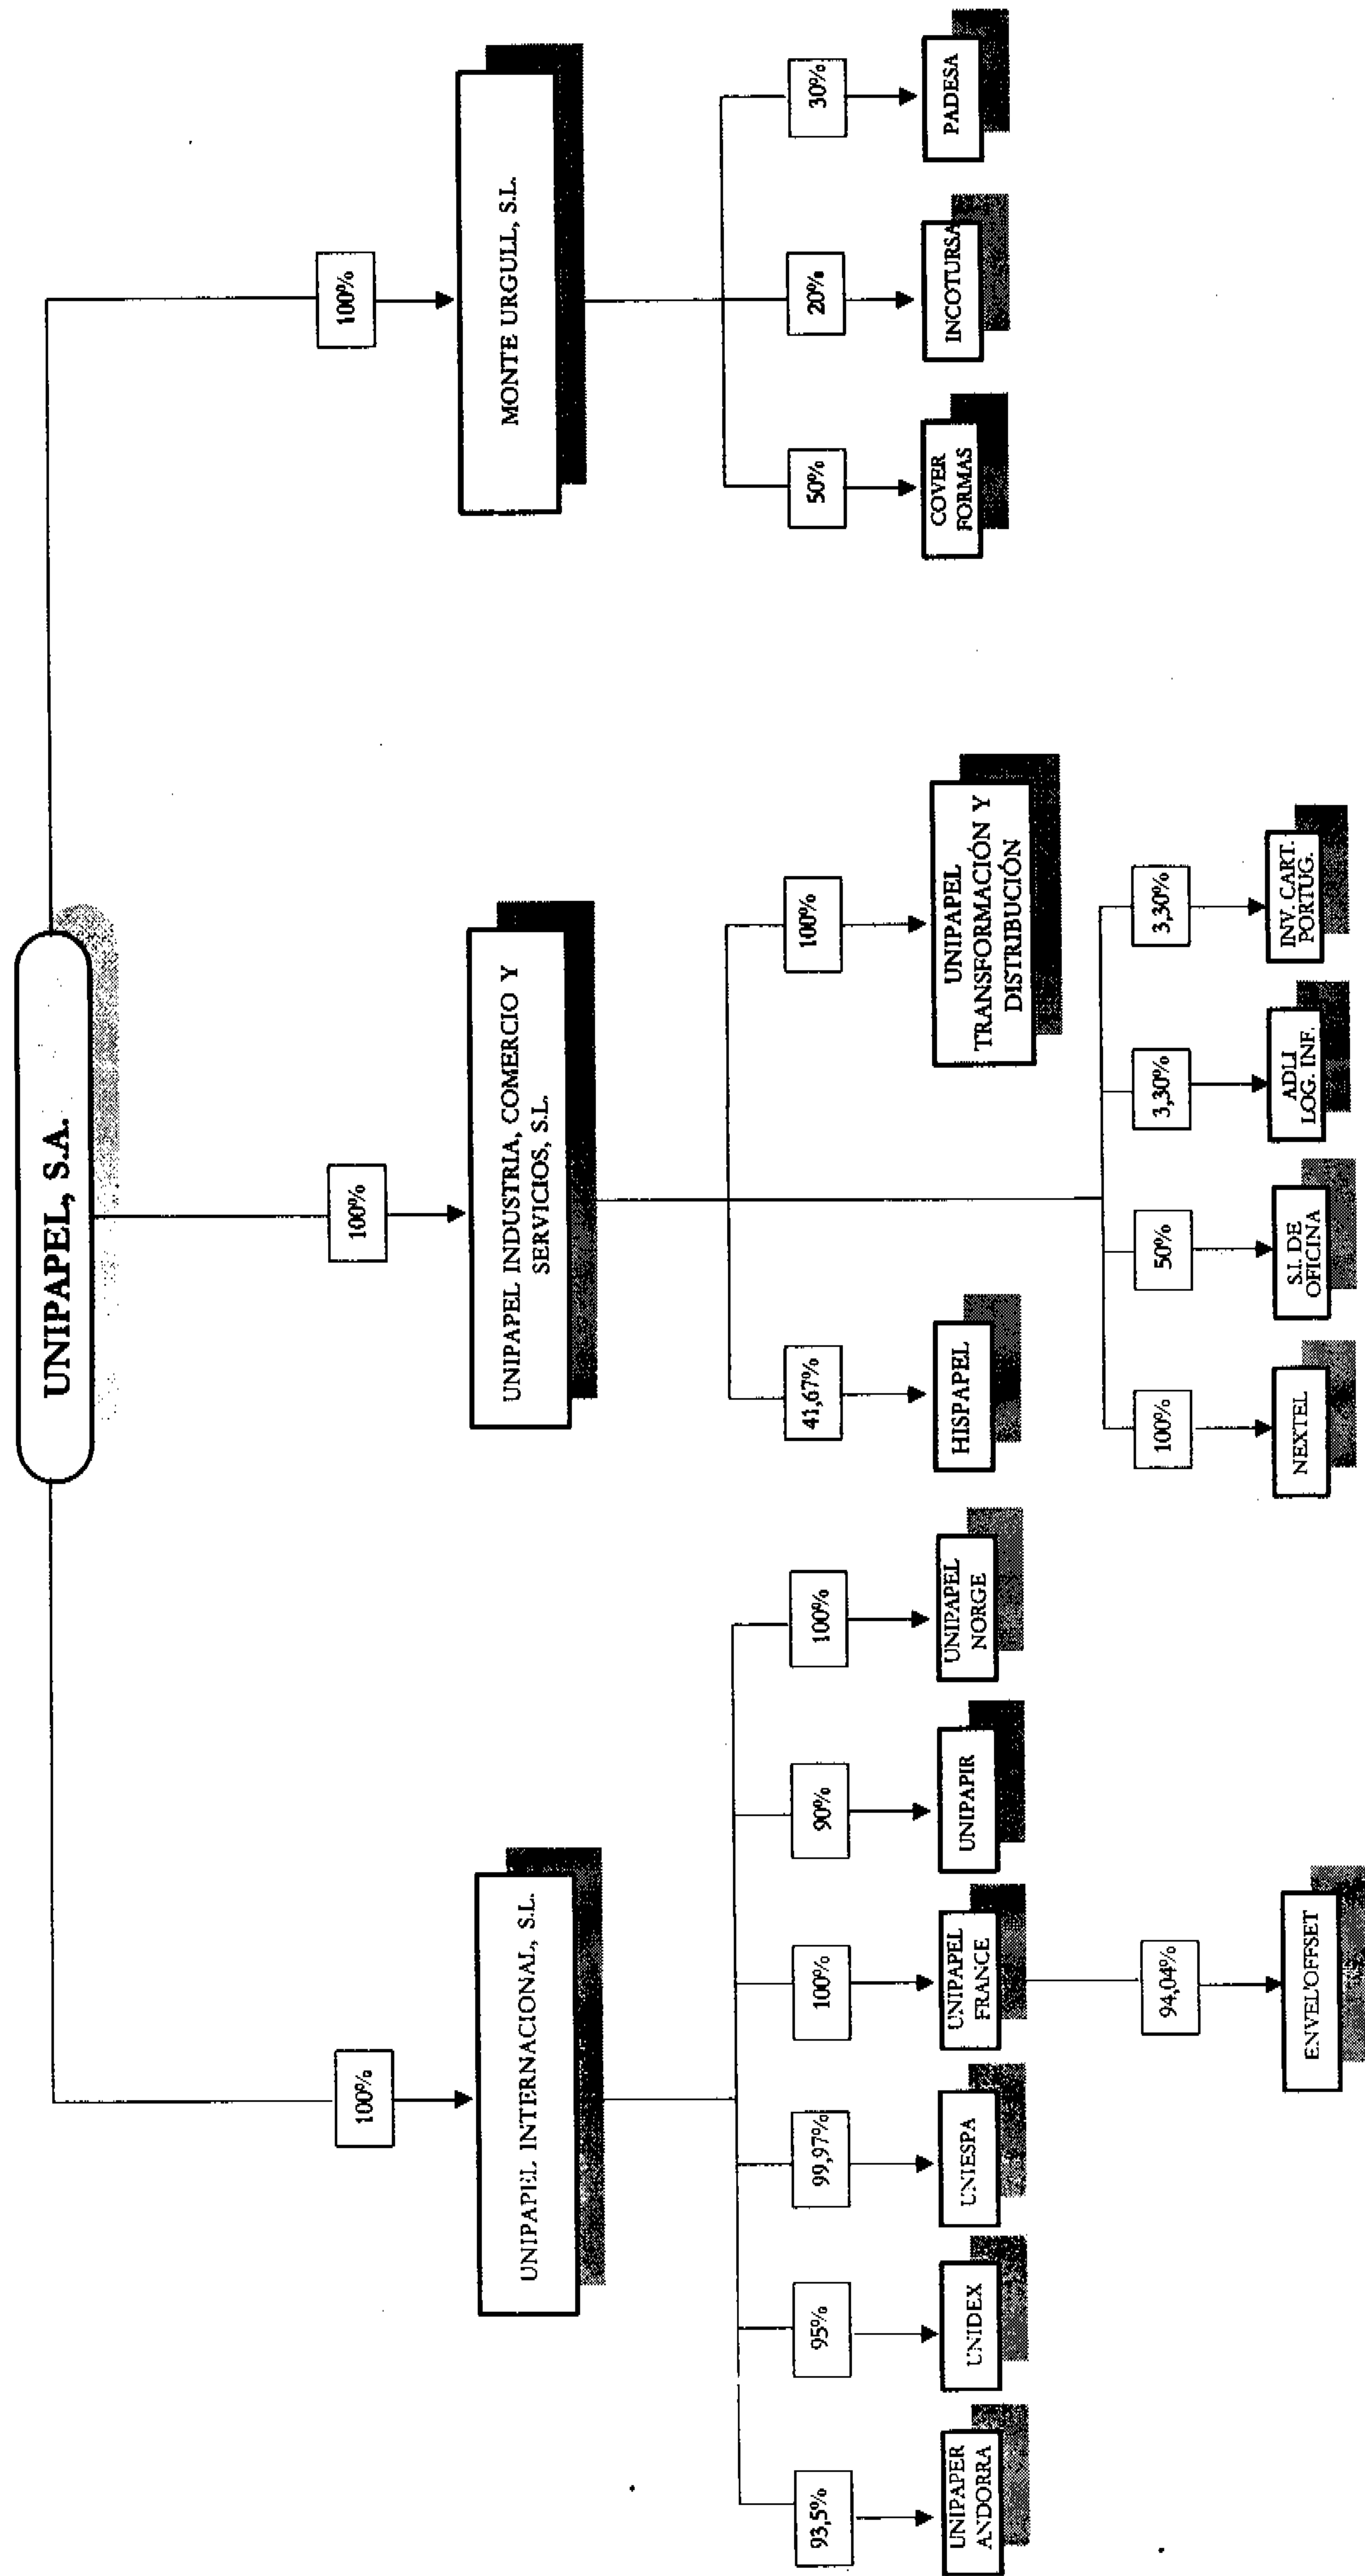 UNIPAPEL, S.A.
100%
100%
100%
UNIPAPEL INTERNACIONAL, S.L.
UNIPAPEL INDUSTRIA, COMERCIO Y
SERVICIOS, S.L.
MONTE URGULL, S.L.
93,5%
95%
99,97%
100%
90%
100%
41,67%
100%
50%
20%
30%
UNIPAPER
ANDORRA
UNIDEX
UNIESPA
UNIPAPEL
FRANCE
UNIPAPIR
UNIPAPEL
NORGE
HISPAPEL
UNIPAPEL
TRANSFORMACIÓN Y
DISTRIBUCIÓN
COVER
FORMAS
INCOTURSA
PADESA
94,04%
100%
50%
3,30%
3,30%
ENVEL'OFFSET
NEXTEL
S.I. DE
OFICINA
ADLI
LOG. INF.
INV. CART.
PORTUG.